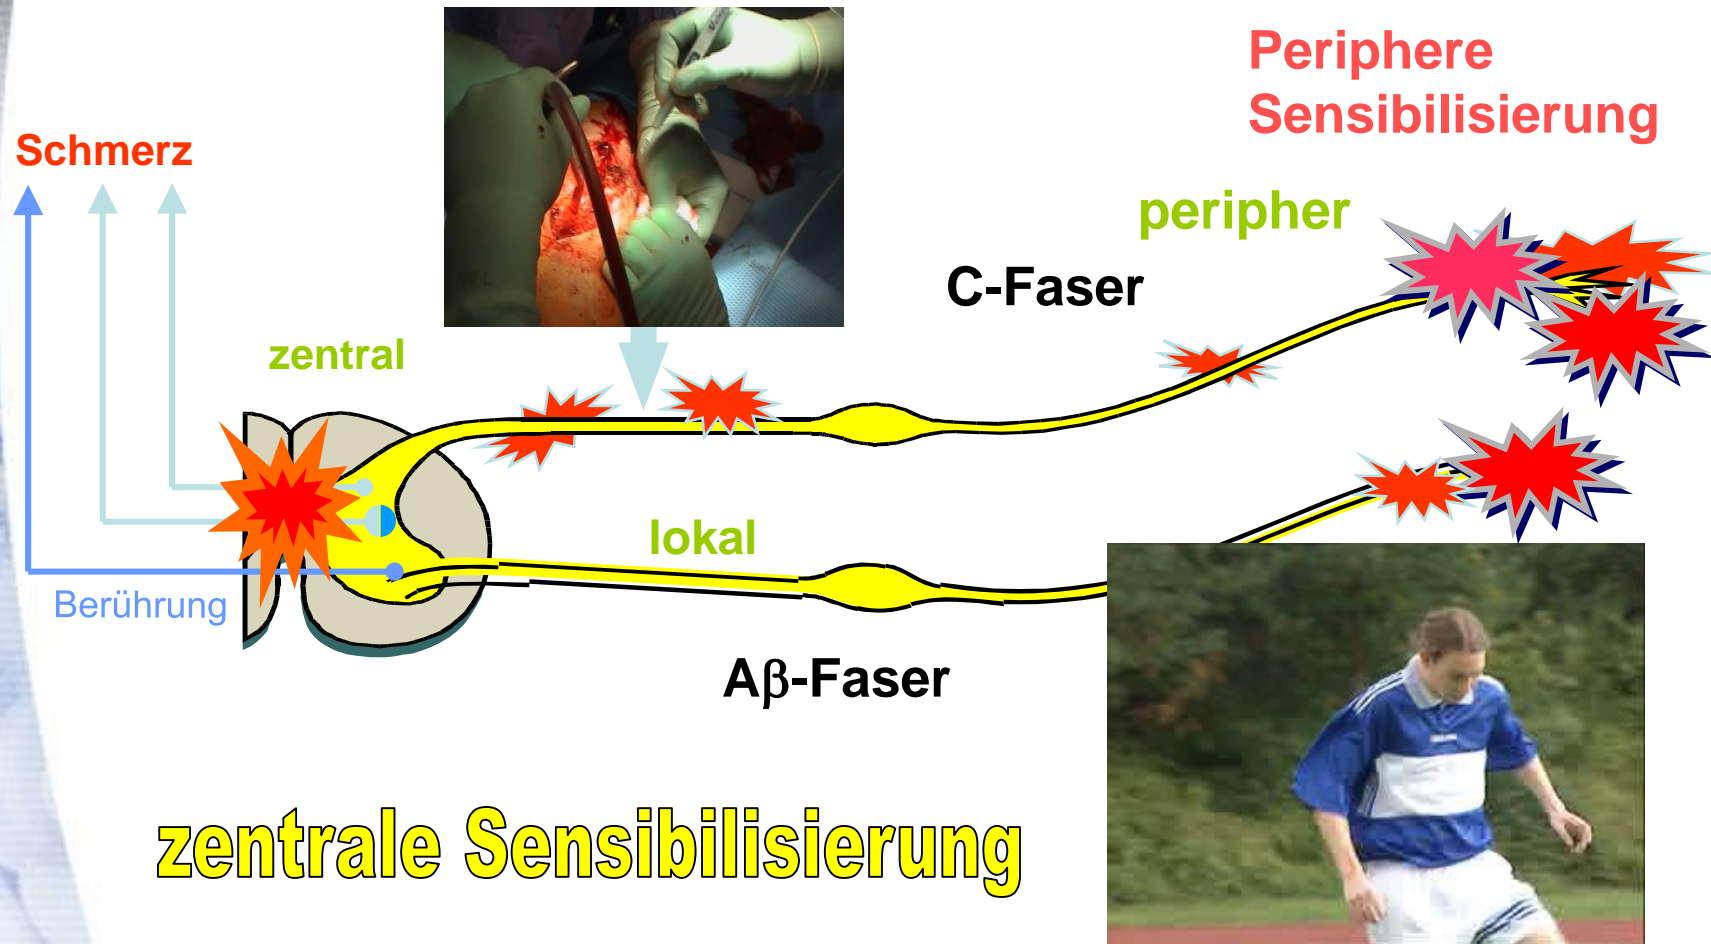 Periphere
Sensibilisierung
Schmerz
peripher
C-Faser
zentral
lokal
Berührung
Aβ-Faser
zentrale Sensibilisierung